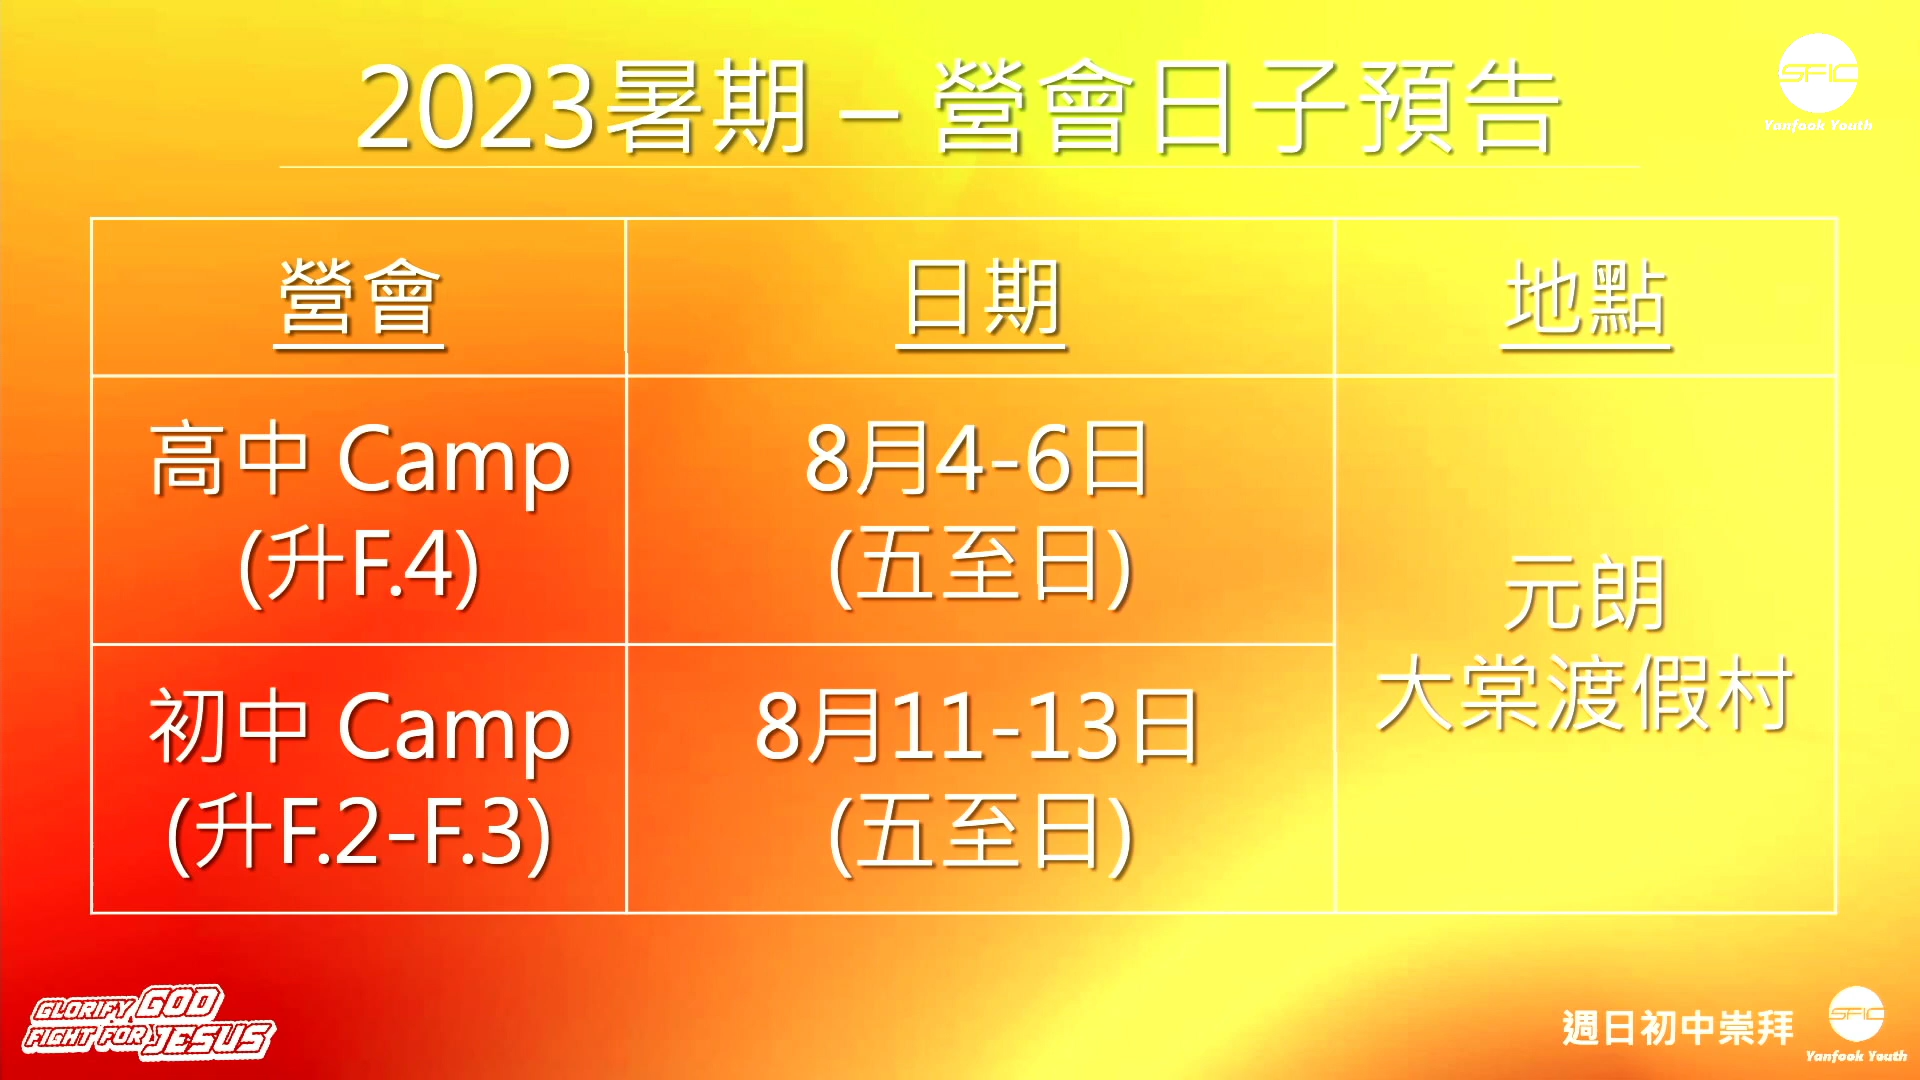 2023暑期 – 營會日子預告
SFIC
Yanfook Youth
營會
日期
地點
高中 Camp
(升F.4)
8月4-6日
(五至日)
元朗
大棠渡假村
初中 Camp
(升F.2-F.3)
8月11-13日
(五至日)
GLORIFY GOD
FIGHT FOR JESUS
週日初中崇拜
SFIC
Yanfook Youth